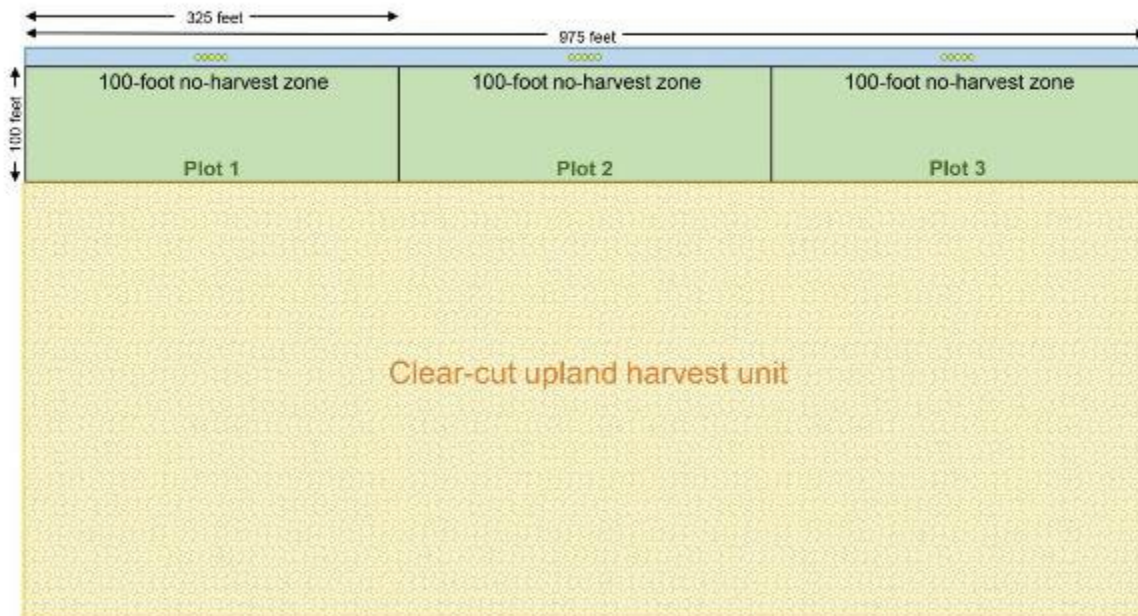 325 feet
975 feet
100 feet
100-foot no-harvest zone
100-foot no-harvest zone
100-foot no-harvest zone
Plot 1
Plot 2
Plot 3
Clear-cut upland harvest unit